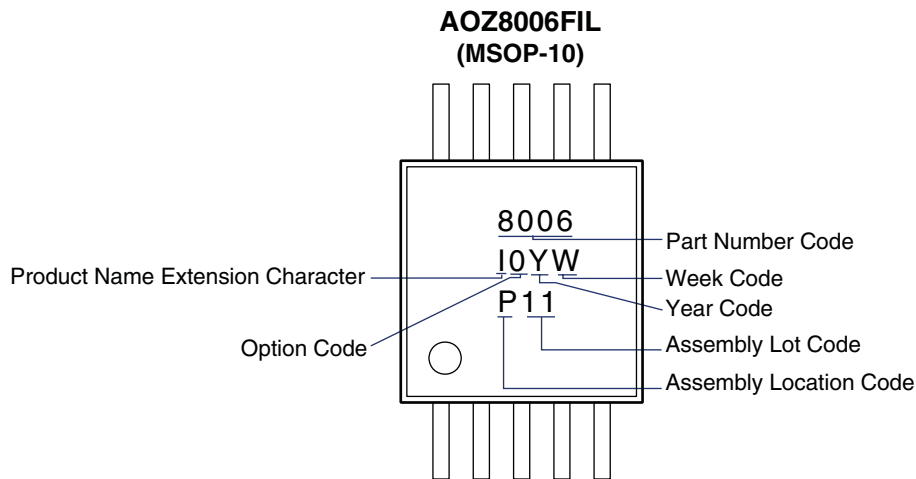 AOZ8006FIL
(MSOP-10)
8006
Part Number Code
I0YW
Product Name Extension Character
Week Code
Year Code
P11
Option Code
Assembly Lot Code
Assembly Location Code